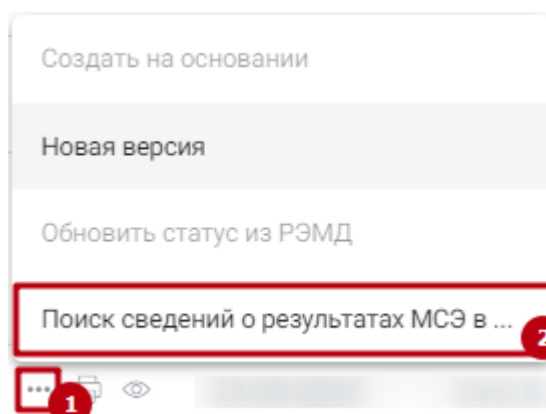 Создать на основании
Новая версия
Обновить статус из РЭМД
Поиск сведений о результатах МСЭ в ...
2
1